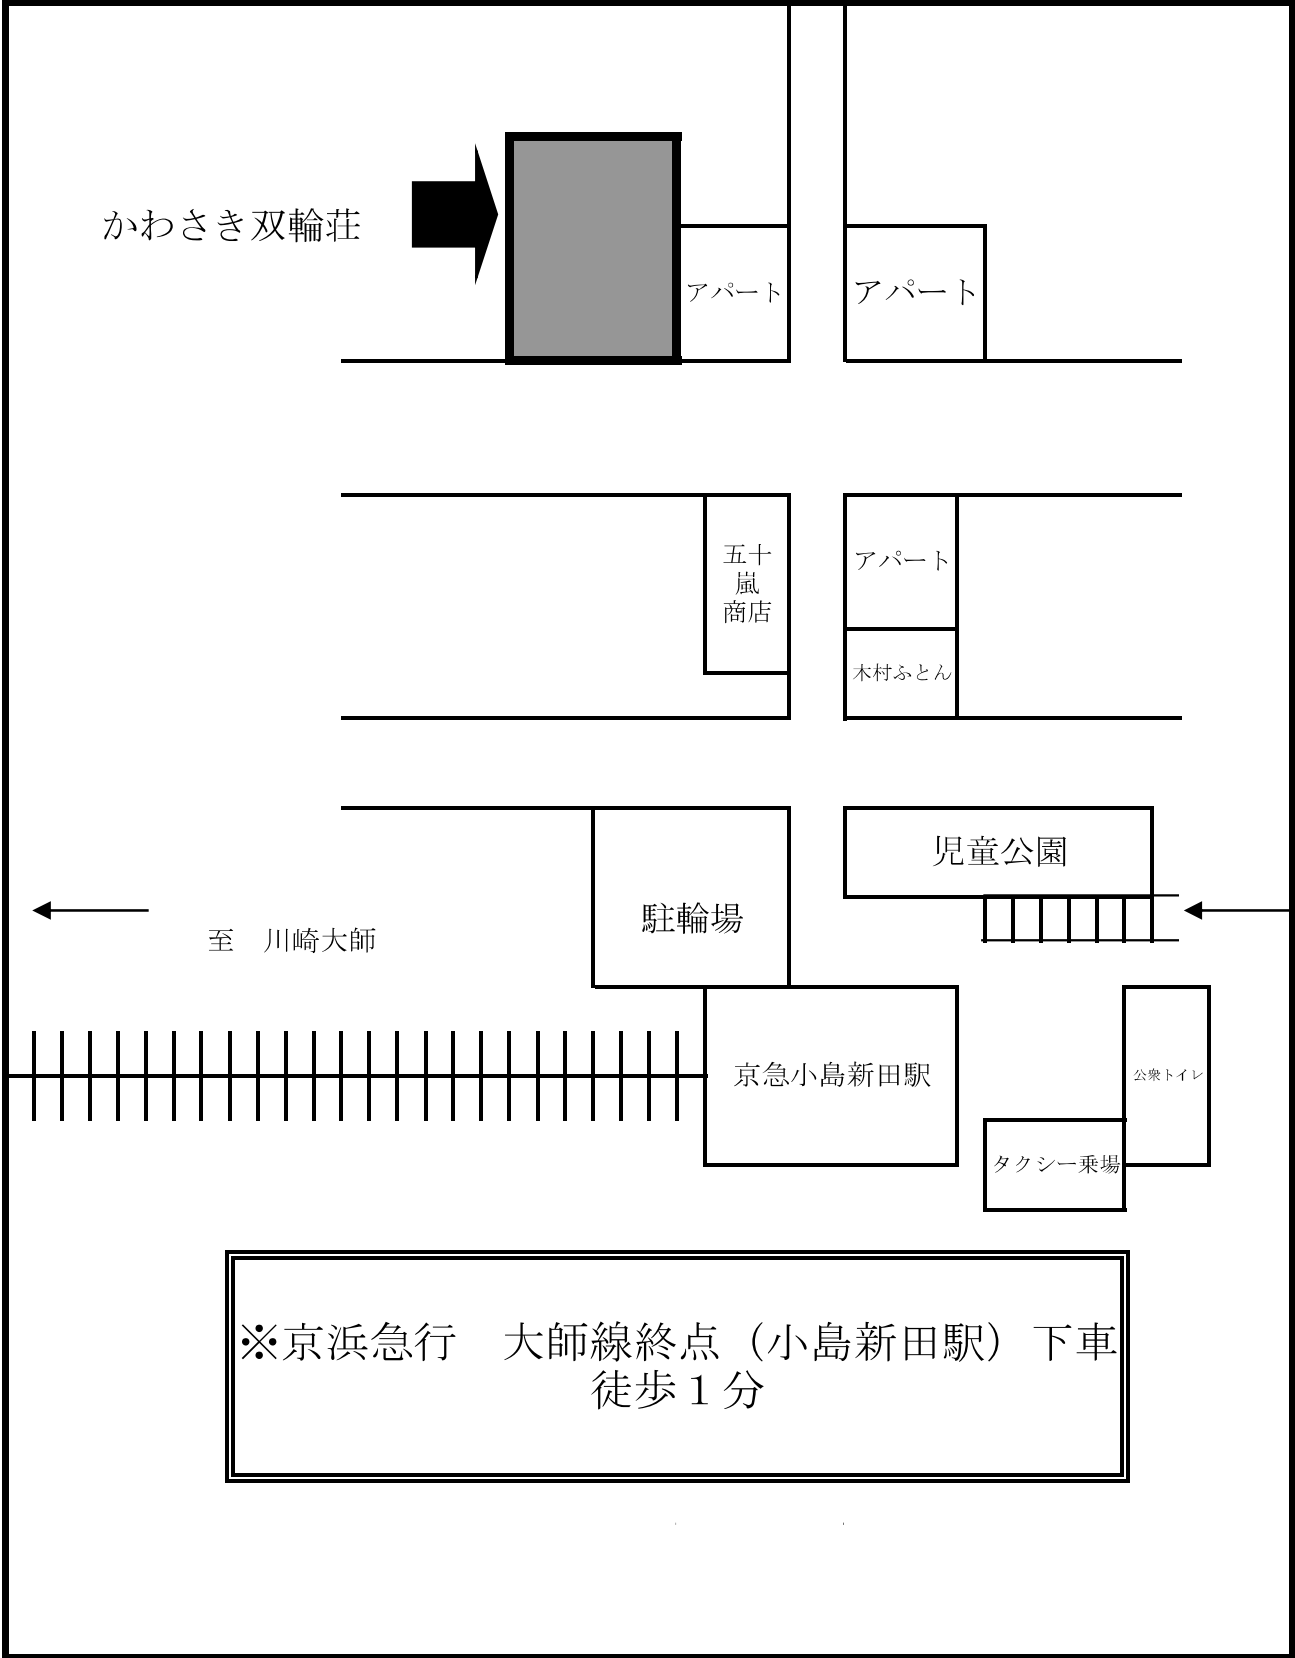 かわさき双輪荘
アパート
アパート
五十
嵐
商店
アパート
木村ふとん
児童公園
駐輪場
至　川崎大師
京急小島新田駅
公衆トイレ
タクシー乗場
※京浜急行　大師線終点（小島新田駅）下車
徒歩１分